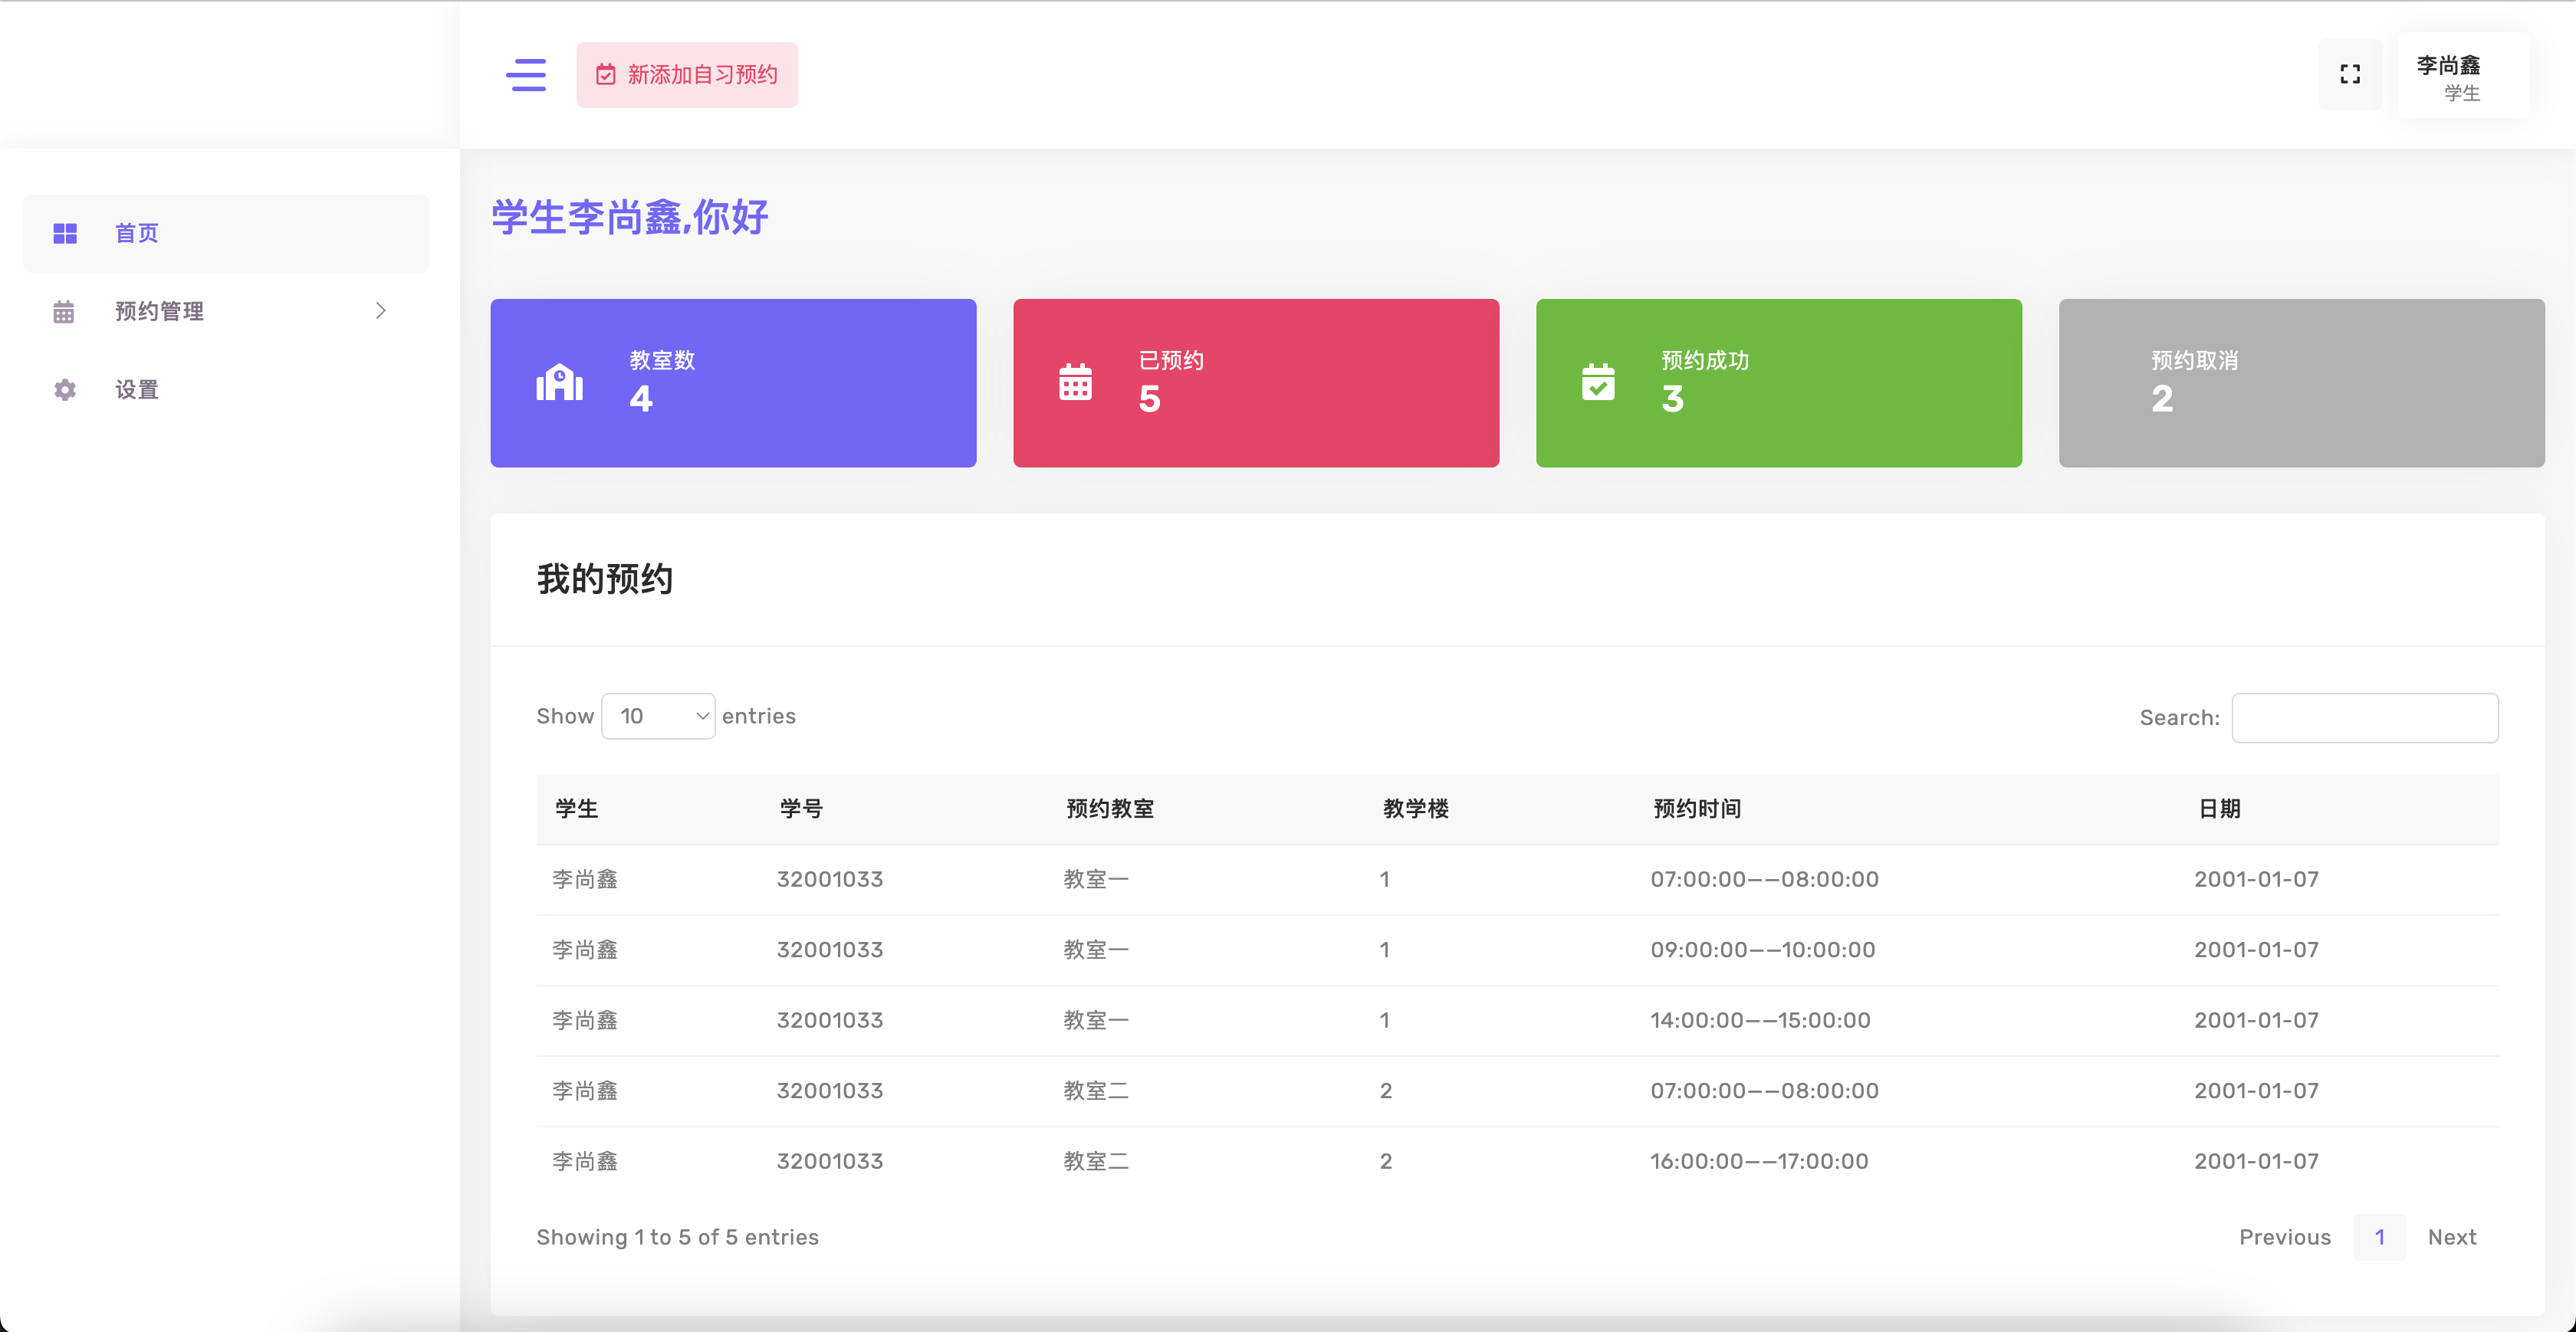 新添加自习预约
李尚鑫
学生
首页
预约管理
设置
学生李尚鑫,你好
教室数
4
已预约
5
预约成功
3
预约取消
2
我的预约
Show 10 entries
Search:
学生 学号 预约教室 教学楼 预约时间 日期
李尚鑫 32001033 教室一 1 07:00:00——08:00:00 2001-01-07
李尚鑫 32001033 教室一 1 09:00:00——10:00:00 2001-01-07
李尚鑫 32001033 教室一 1 14:00:00——15:00:00 2001-01-07
李尚鑫 32001033 教室二 2 07:00:00——08:00:00 2001-01-07
李尚鑫 32001033 教室二 2 16:00:00——17:00:00 2001-01-07
Showing 1 to 5 of 5 entries
Previous 1 Next